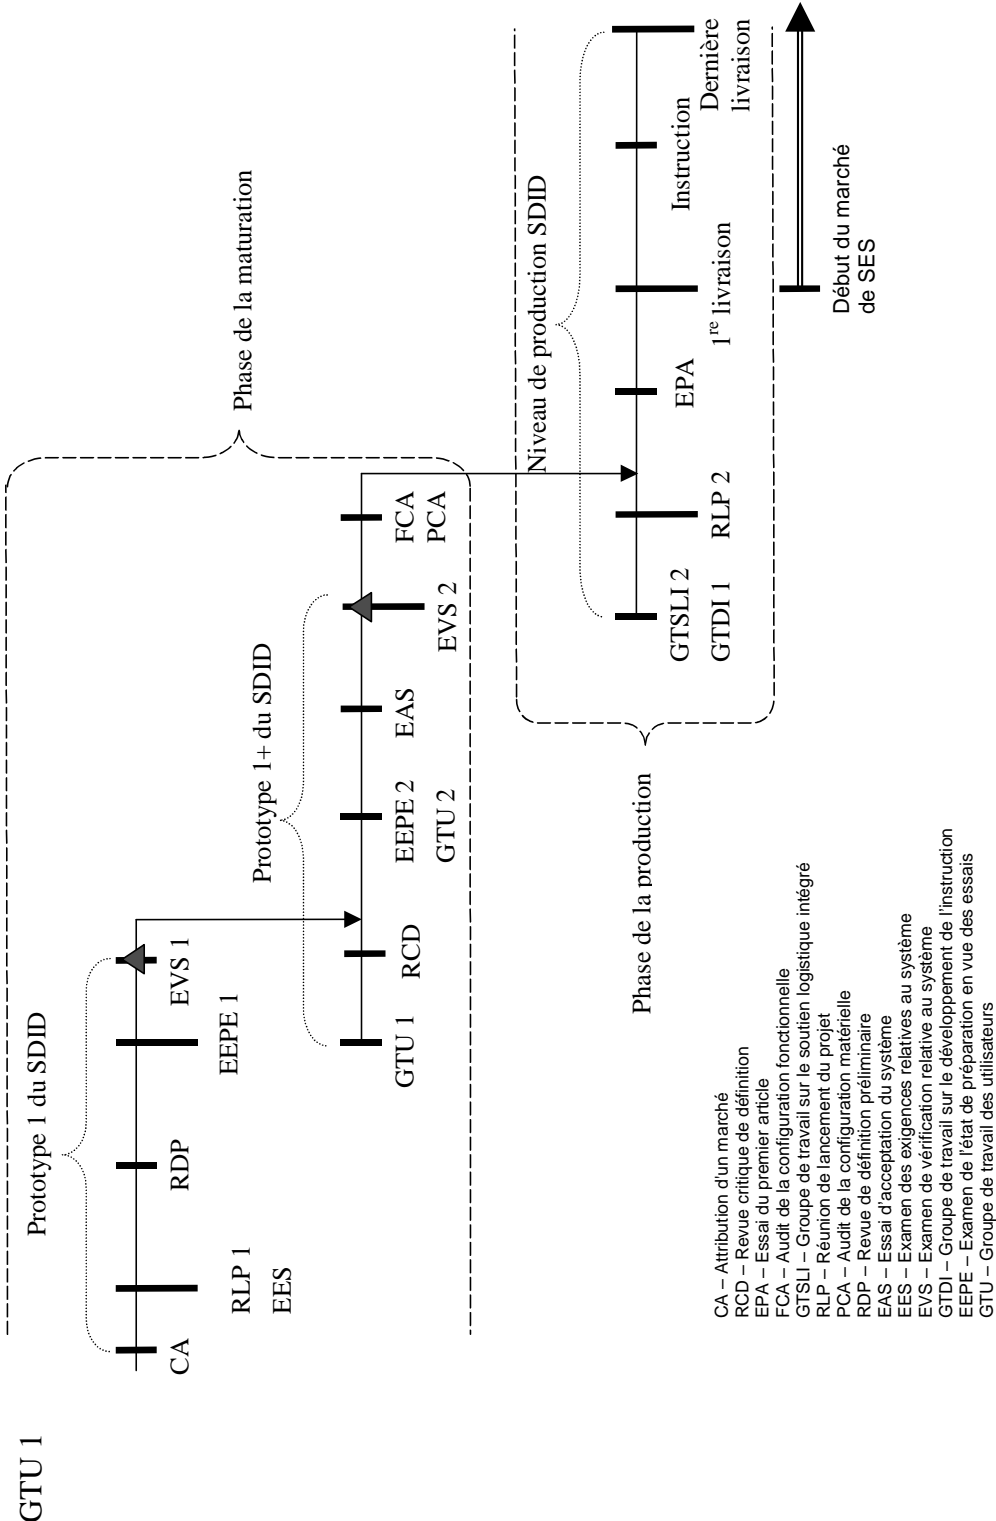 GTU 1
Phase de la maturation
Prototype 1 du SDID
CA
RLP 1
EES
RDP
EEPE 1
EVS 1
Prototype 1+ du SDID
GTU 1
RCD
EEPE 2
GTU 2
EAS
EVS 2
FCA
PCA
Phase de la production
Niveau de production SDID
GTSLI 2
GTDI 1
RLP 2
EPA
1re livraison
Instruction
Dernière
livraison
Début du marché
de SES
CA – Attribution d'un marché
RCD – Revue critique de définition
EPA – Essai du premier article
FCA – Audit de la configuration fonctionnelle
GTSLI – Groupe de travail sur le soutien logistique intégré
RLP – Réunion de lancement du projet
PCA – Audit de la configuration matérielle
RDP – Revue de définition préliminaire
EAS – Essai d'acceptation du système
EES – Examen des exigences relatives au système
EVS – Examen de vérification relative au système
GTDI – Groupe de travail sur le développement de l'instruction
EEPE – Examen de l'état de préparation en vue des essais
GTU – Groupe de travail des utilisateurs